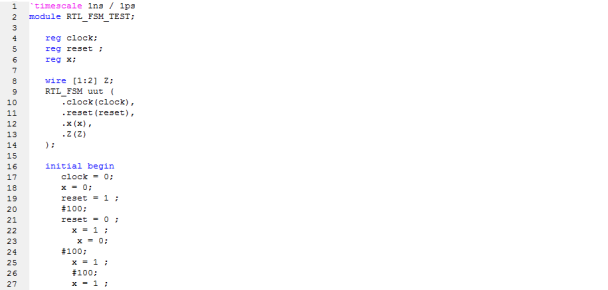 1 `timescale 1ns / 1ps
2 module RTL_FSM_TEST;
3
4 reg clock;
5 reg reset ;
6 reg x;
7
8 wire [1:2] Z;
9 RTL_FSM uut (
10 .clock(clock),
11 .reset(reset),
12 .x(x),
13 .Z(Z)
14 );
15
16 initial begin
17 clock = 0;
18 x = 0;
19 reset = 1 ;
20 #100;
21 reset = 0 ;
22 x = 1 ;
23 x = 0;
24 #100;
25 x = 1 ;
26 #100;
27 x = 1 ;